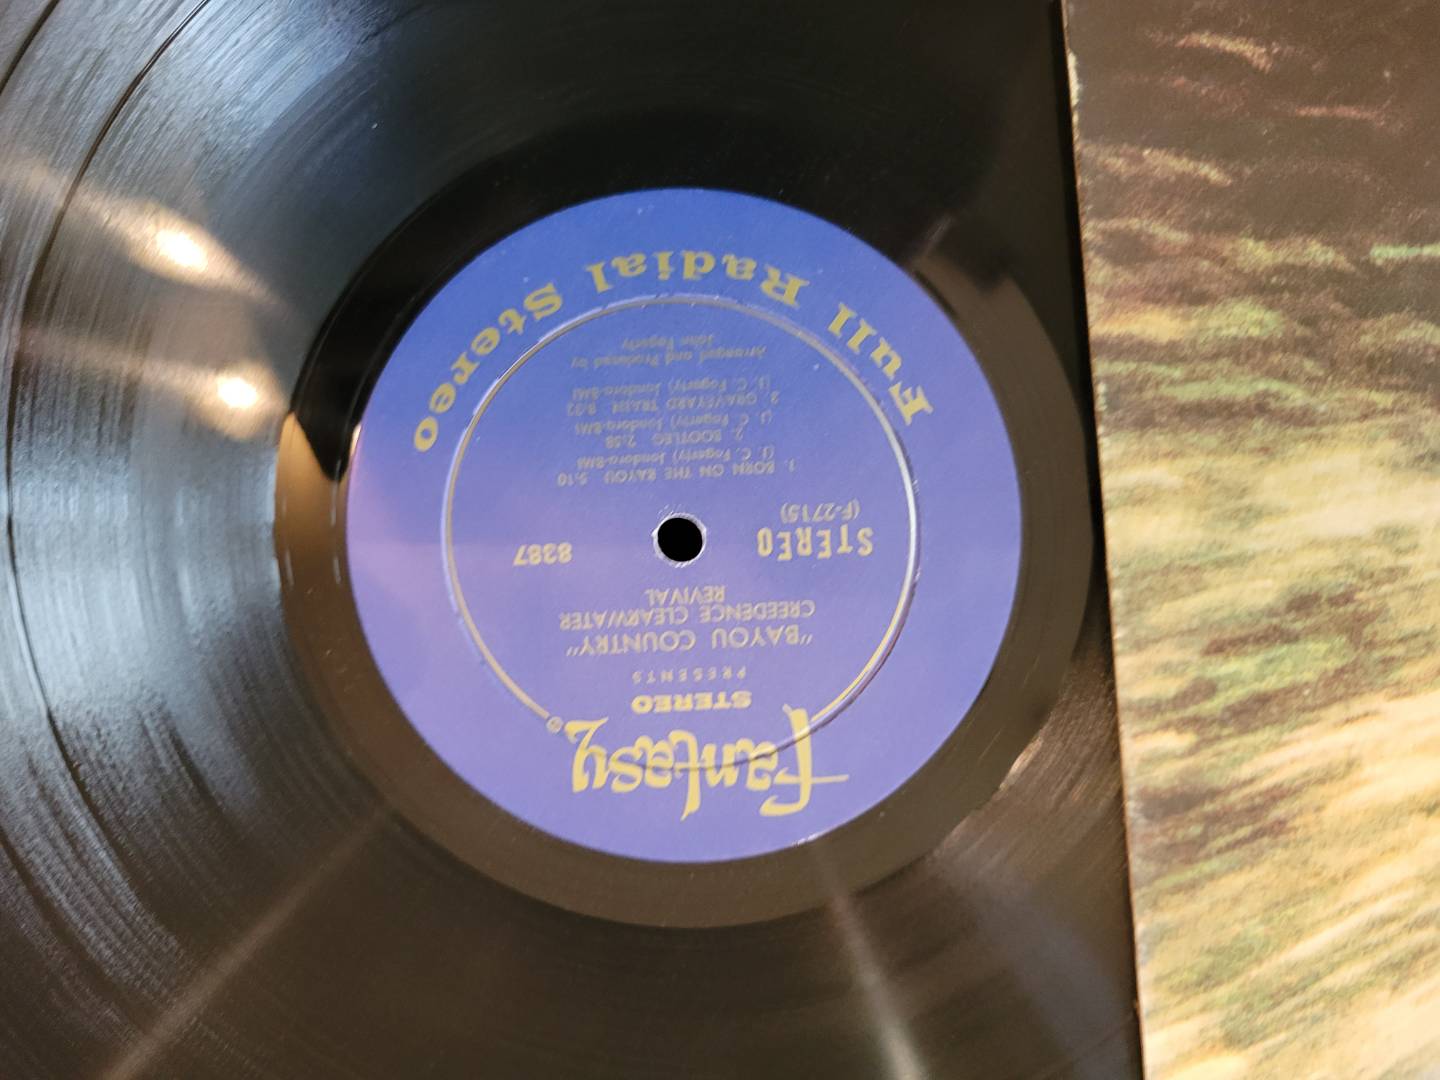 fantasy®
STEREO
PRESENTS
"BAYOU COUNTRY"
CREEDENCE CLEARWATER
REVIVAL
STEREO 8387
(F-2715)
1. BORN ON THE BAYOU 5:10
(J. C. Fogerty) Jondora-BMI
2. BOOTLEG 2:58
(J. C. Fogerty) Jondora-BMI
3. GRAVEYARD TRAIN 8:32
(J. C. Fogerty) Jondora-BMI
Arranged and Produced by
John Fogerty
Full Radial Stereo